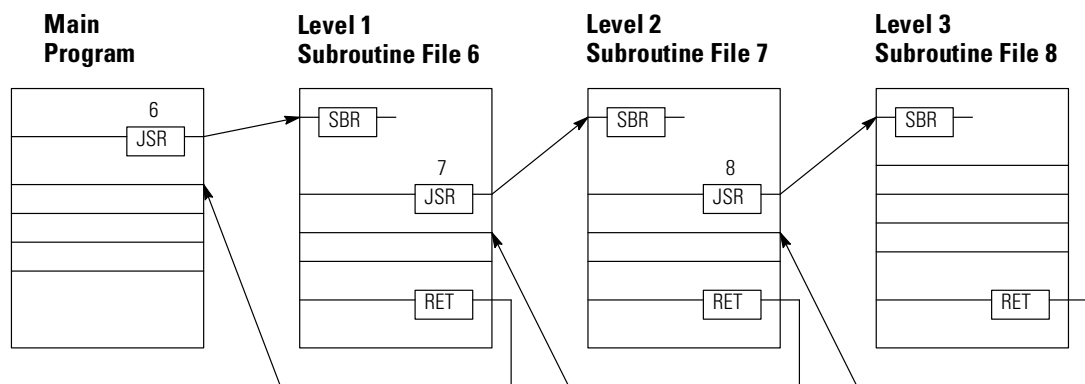 Main
Program
Level 1
Subroutine File 6
Level 2
Subroutine File 7
Level 3
Subroutine File 8
6
JSR
SBR
7
JSR
RET
SBR
8
JSR
RET
SBR
RET